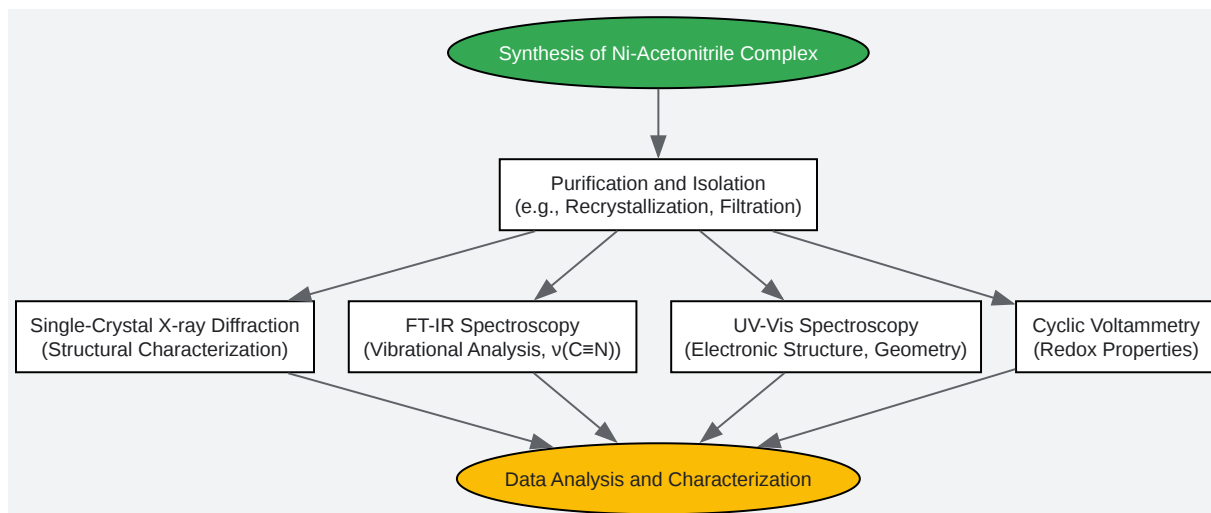 Synthesis of Ni-Acetonitrile Complex
Purification and Isolation
(e.g., Recrystallization, Filtration)
Single-Crystal X-ray Diffraction
(Structural Characterization)
FT-IR Spectroscopy
(Vibrational Analysis, ν(C≡N))
UV-Vis Spectroscopy
(Electronic Structure, Geometry)
Cyclic Voltammetry
(Redox Properties)
Data Analysis and Characterization